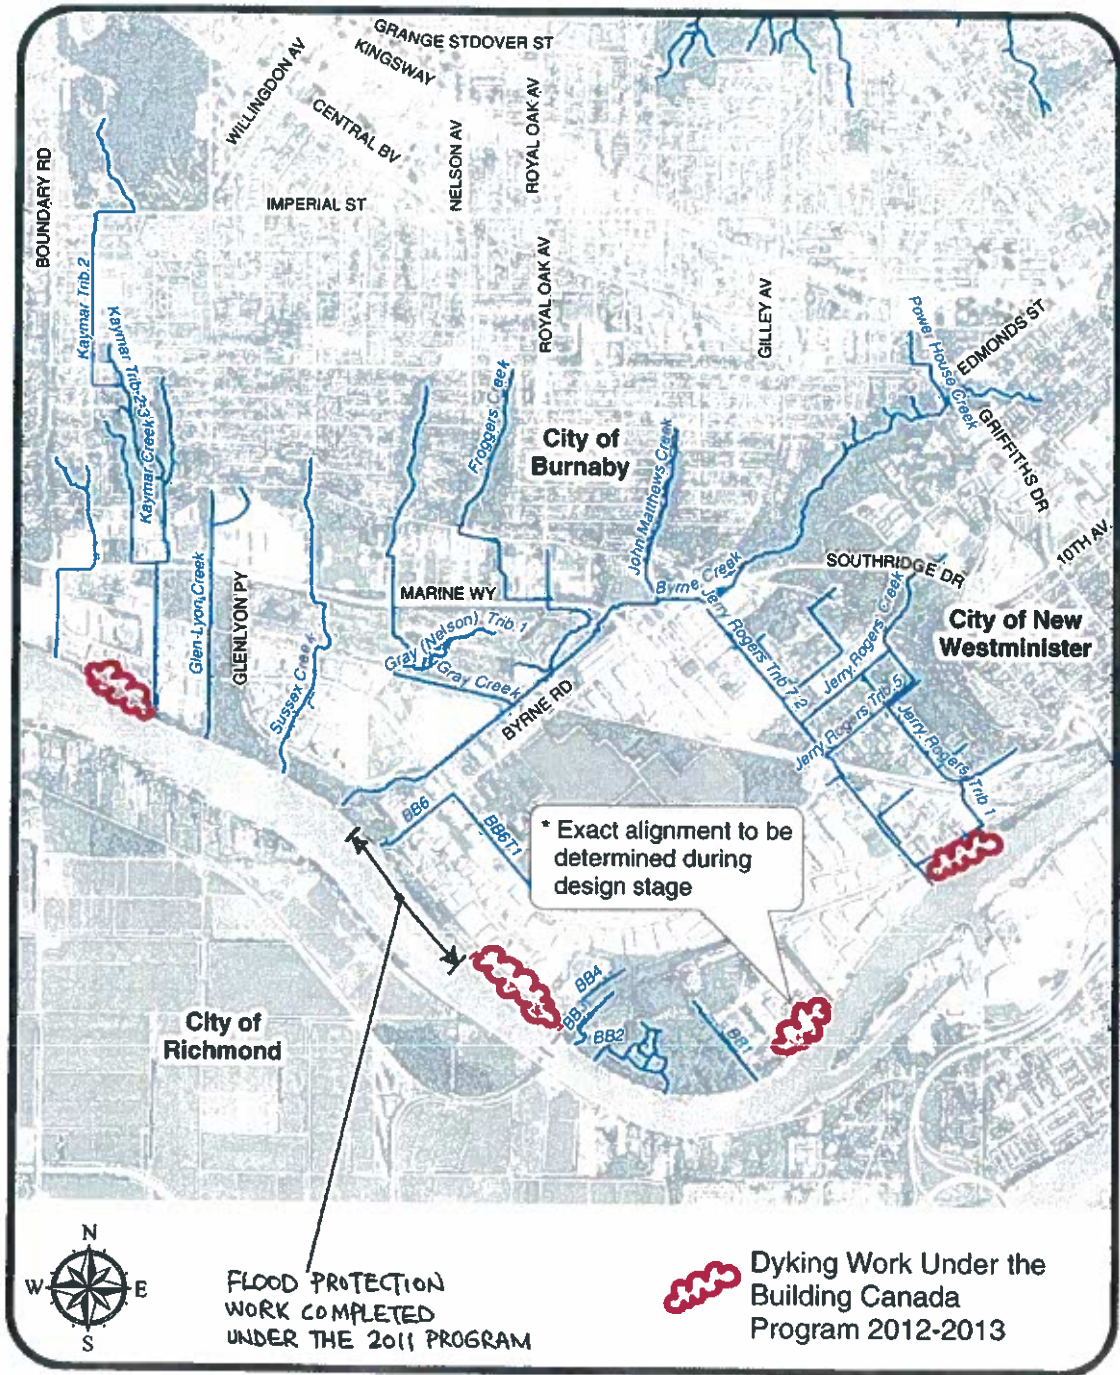 GRANGE STDOVER ST
KINGSWAY
WILLINGDON AV
CENTRAL BV
NELSON AV
ROYAL OAK AV
BOUNDARY RD
IMPERIAL ST
ROYAL OAK AV
GILLEY AV
Kaymar Trib.2
Kaymar Trib.2-3
Kaymar Creek
Power House Creek
EDMONDS ST
GRIFFITHS DR
10TH AV.
Froggers Creek
City of
Burnaby
John Matthews Creek
Byrne Creek
SOUTHRIDGE DR
City of New
Westminister
Glen-Lyon Creek
GLENLYON PY
Sussex Creek
MARINE WY
Gray (Nelson) Trib 1
Gray Creek
BYRNE RD
Jerry Rogers Trib 7.2
Jerry Rogers Creek
Jerry Rogers Trib.5
Jerry Rogers Trib 1
BB6
BB6T1
* Exact alignment to be
determined during
design stage
BB4
BB2
BB1
City of
Richmond
N
W
E
S
FLOOD PROTECTION
WORK COMPLETED
UNDER THE 2011 PROGRAM
Dyking Work Under the
Building Canada
Program 2012-2013